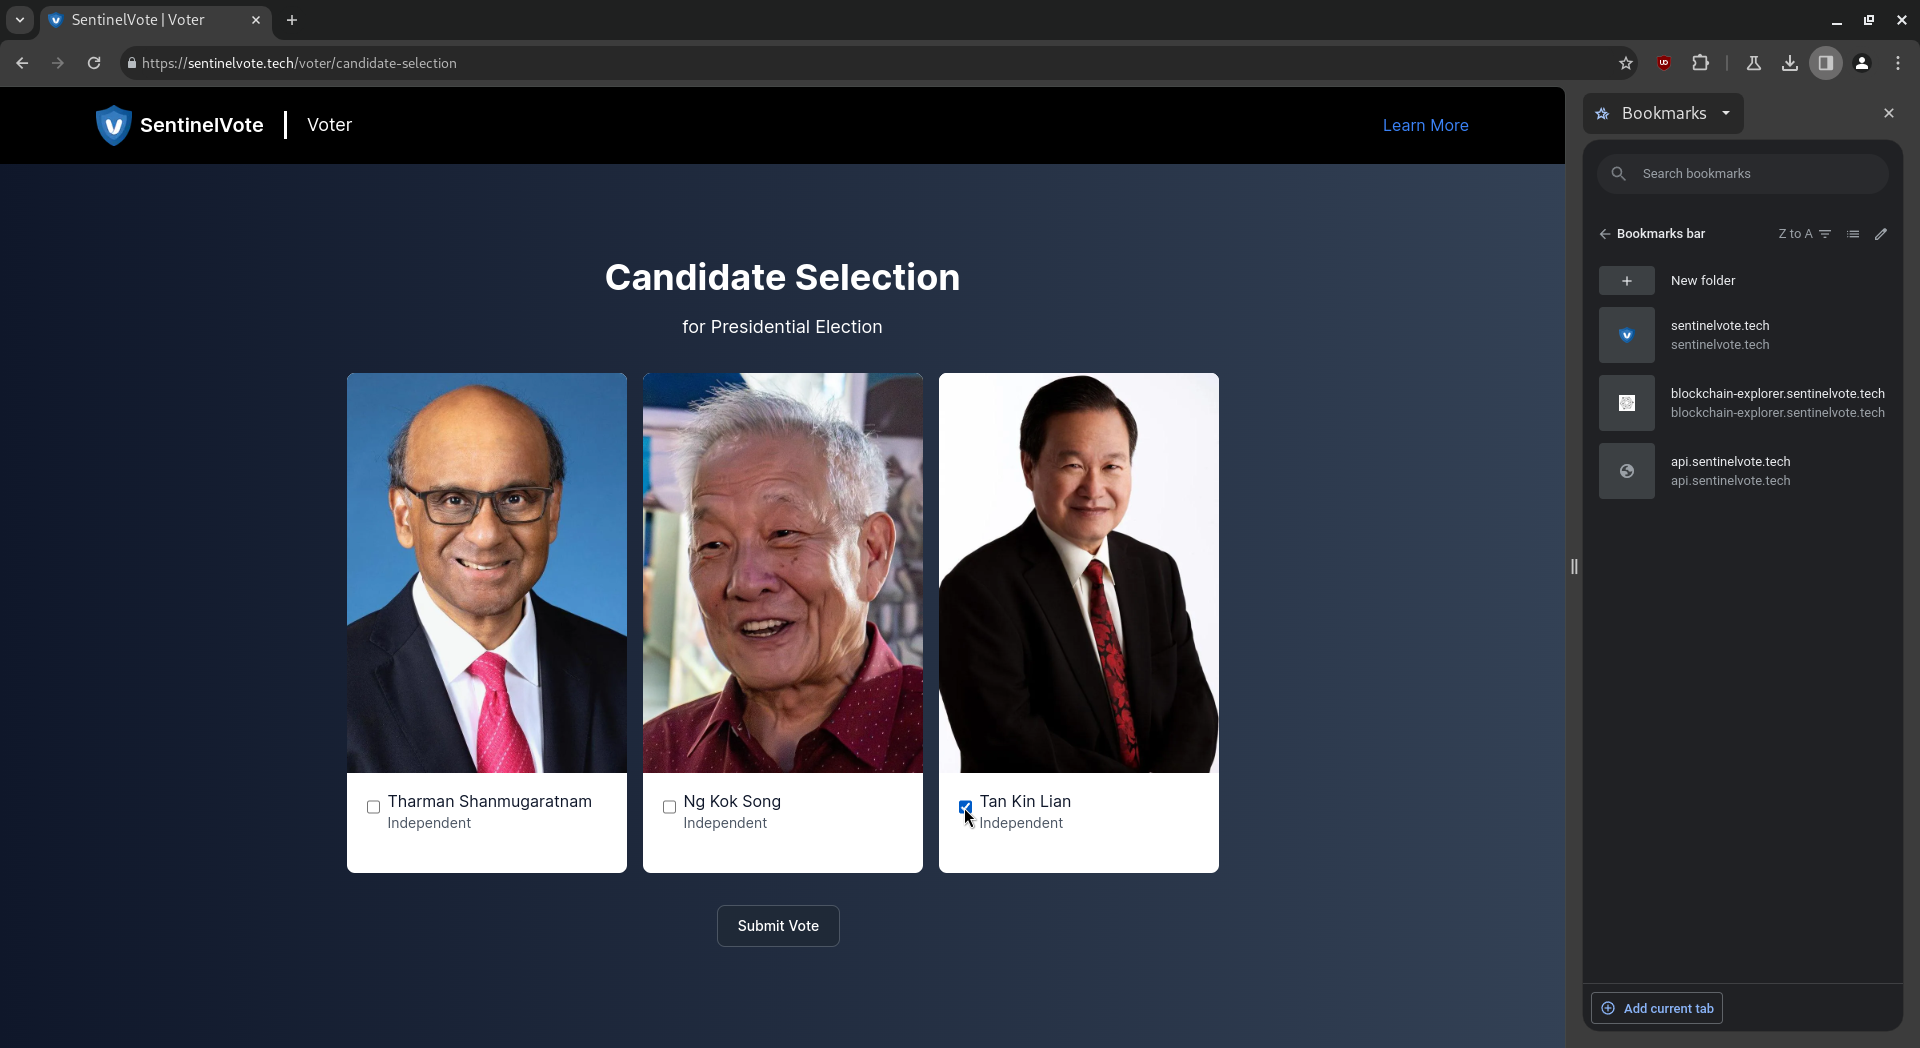 SentinelVote | Voter
https://sentinelvote.tech/voter/candidate-selection
SentinelVote | Voter
Learn More
Candidate Selection
for Presidential Election
Tharman Shanmugaratnam
Independent
Ng Kok Song
Independent
Tan Kin Lian
Independent
Submit Vote
Bookmarks
Search bookmarks
Bookmarks bar
Z to A
New folder
sentinelvote.tech
sentinelvote.tech
blockchain-explorer.sentinelvote.tech
blockchain-explorer.sentinelvote.tech
api.sentinelvote.tech
api.sentinelvote.tech
Add current tab